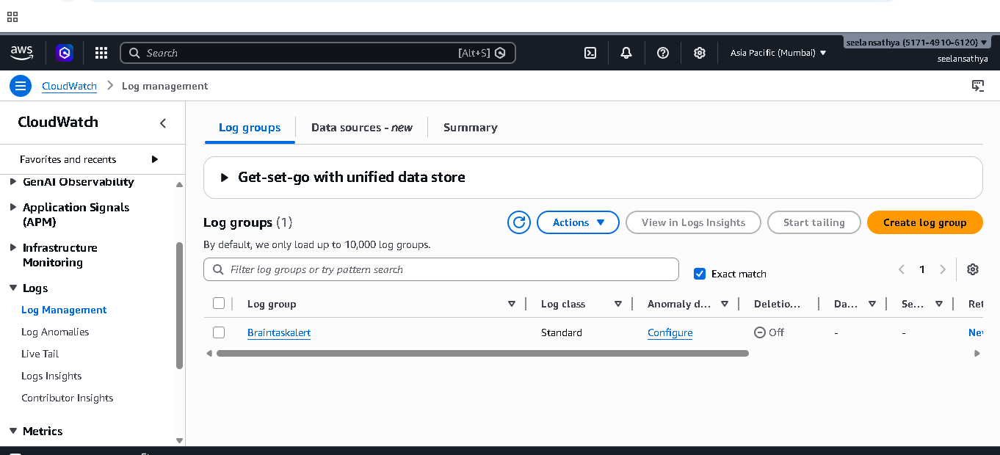 aws
Search [Alt+S]
Asia Pacific (Mumbai)
seelansathya (5171-4910-6120)
seelansathya
CloudWatch > Log management
CloudWatch
Favorites and recents
GenAI Observability
Application Signals
(APM)
Infrastructure
Monitoring
Logs
Log Management
Log Anomalies
Live Tail
Logs Insights
Contributor Insights
Metrics
Log groups
Data sources - new
Summary
Get-set-go with unified data store
Log groups (1)
Actions
View in Logs Insights
Start tailing
Create log group
By default, we only load up to 10,000 log groups.
Filter log groups or try pattern search
Exact match
1
Log group Log class Anomaly d... Deletio... Da... Se... Ret
Braintaskalert Standard Configure Off - - Nev